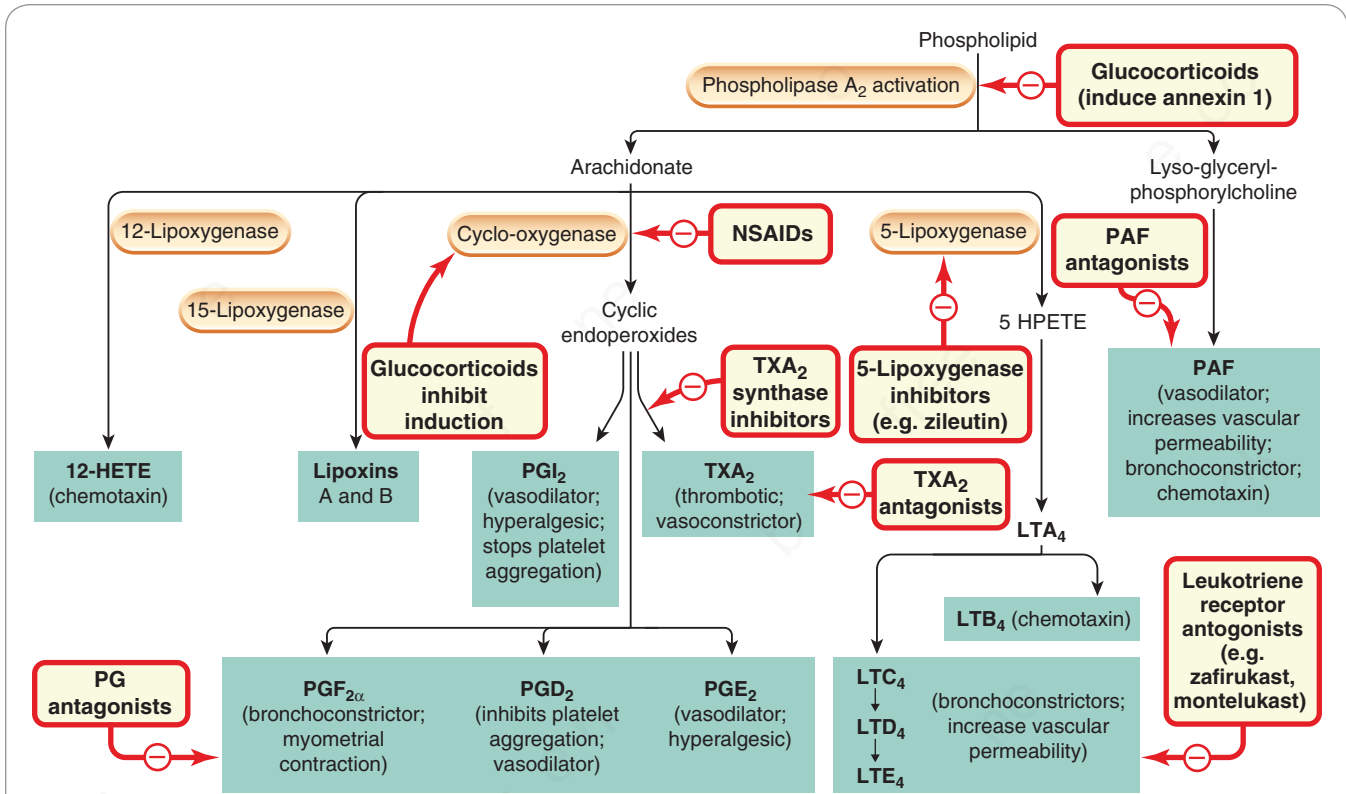 Phospholipid
Phospholipase A2 activation
Glucocorticoids
(induce annexin 1)
Arachidonate
Lyso-glyceryl-
phosphorylcholine
12-Lipoxygenase
Cyclo-oxygenase
NSAIDs
5-Lipoxygenase
PAF
antagonists
15-Lipoxygenase
Cyclic
endoperoxides
5 HPETE
Glucocorticoids
inhibit
induction
TXA2
synthase
inhibitors
5-Lipoxygenase
inhibitors
(e.g. zileutin)
PAF
(vasodilator;
increases vascular
permeability;
bronchoconstrictor;
chemotaxin)
12-HETE
(chemotaxin)
Lipoxins
A and B
PGI2
(vasodilator;
hyperalgesic;
stops platelet
aggregation)
TXA2
(thrombotic;
vasoconstrictor)
TXA2
antagonists
LTA4
LTB4 (chemotaxin)
Leukotriene
receptor
antogonists
(e.g.
zafirukast,
montelukast)
PG
antagonists
PGF2α
(bronchoconstrictor;
myometrial
contraction)
PGD2
(inhibits platelet
aggregation;
vasodilator)
PGE2
(vasodilator;
hyperalgesic)
LTC4
LTD4
LTE4
(bronchoconstrictors;
increase vascular
permeability)